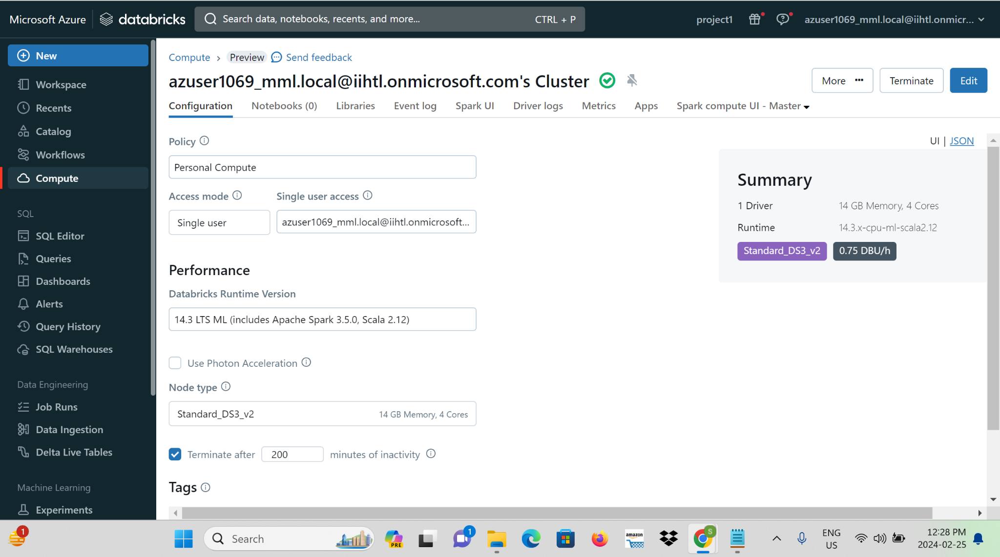 Microsoft Azure databricks Search data, notebooks, recents, and more... CTRL + P project1 azuser1069_mml.local@iihtl.onmicr...
New
Workspace
Recents
Catalog
Workflows
Compute
SQL
SQL Editor
Queries
Dashboards
Alerts
Query History
SQL Warehouses
Data Engineering
Job Runs
Data Ingestion
Delta Live Tables
Machine Learning
Experiments
Compute › Preview Send feedback
azuser1069_mml.local@iihtl.onmicrosoft.com's Cluster
More ··· Terminate Edit
Configuration Notebooks (0) Libraries Event log Spark UI Driver logs Metrics Apps Spark compute UI - Master
UI | JSON
Policy
Personal Compute
Access mode Single user access
Single user azuser1069_mml.local@iihtl.onmicrosoft...
Performance
Databricks Runtime Version
14.3 LTS ML (includes Apache Spark 3.5.0, Scala 2.12)
Use Photon Acceleration
Node type
Standard_DS3_v2 14 GB Memory, 4 Cores
Terminate after 200 minutes of inactivity
Tags
Summary
1 Driver 14 GB Memory, 4 Cores
Runtime 14.3.x-cpu-ml-scala2.12
Standard_DS3_v2 0.75 DBU/h
1 Search PRE 1 amazon S ENG 12:28 PM
US 2024-02-25